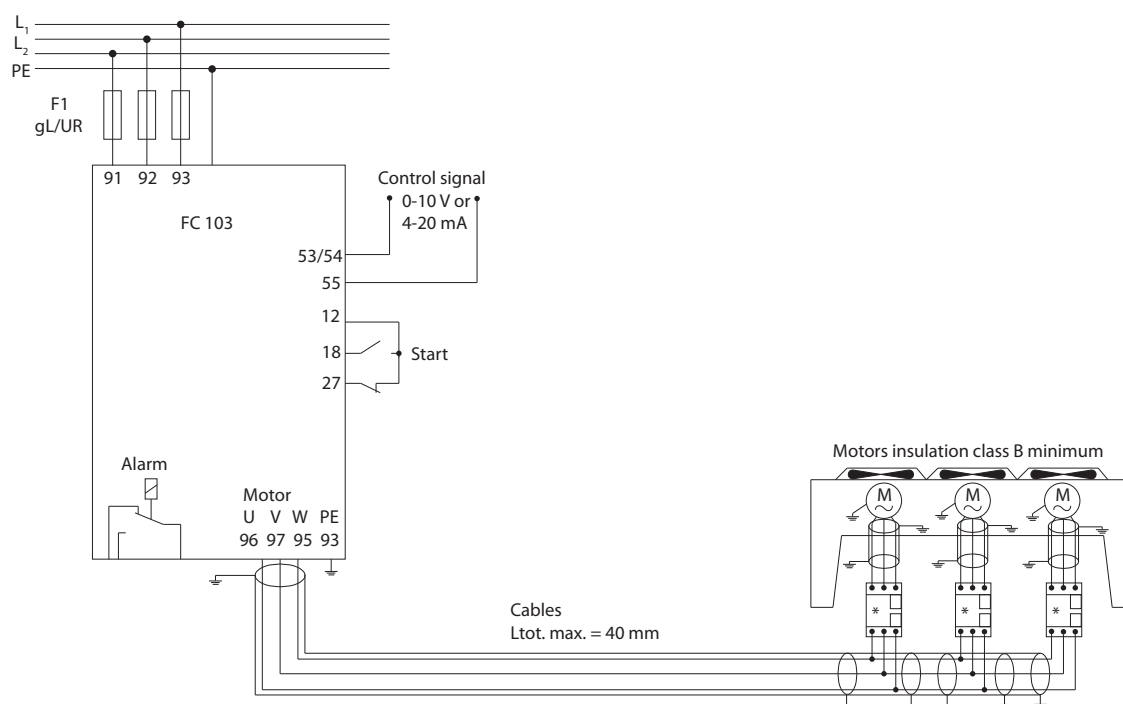 L1
L2
PE
F1
gL/UR
91 92 93
FC 103
Control signal
0-10 V or
4-20 mA
53/54
55
12
18
Start
27
Alarm
Motor
U V W PE
96 97 95 93
Motors insulation class B minimum
M M M
* * *
Cables
Ltot. max. = 40 mm